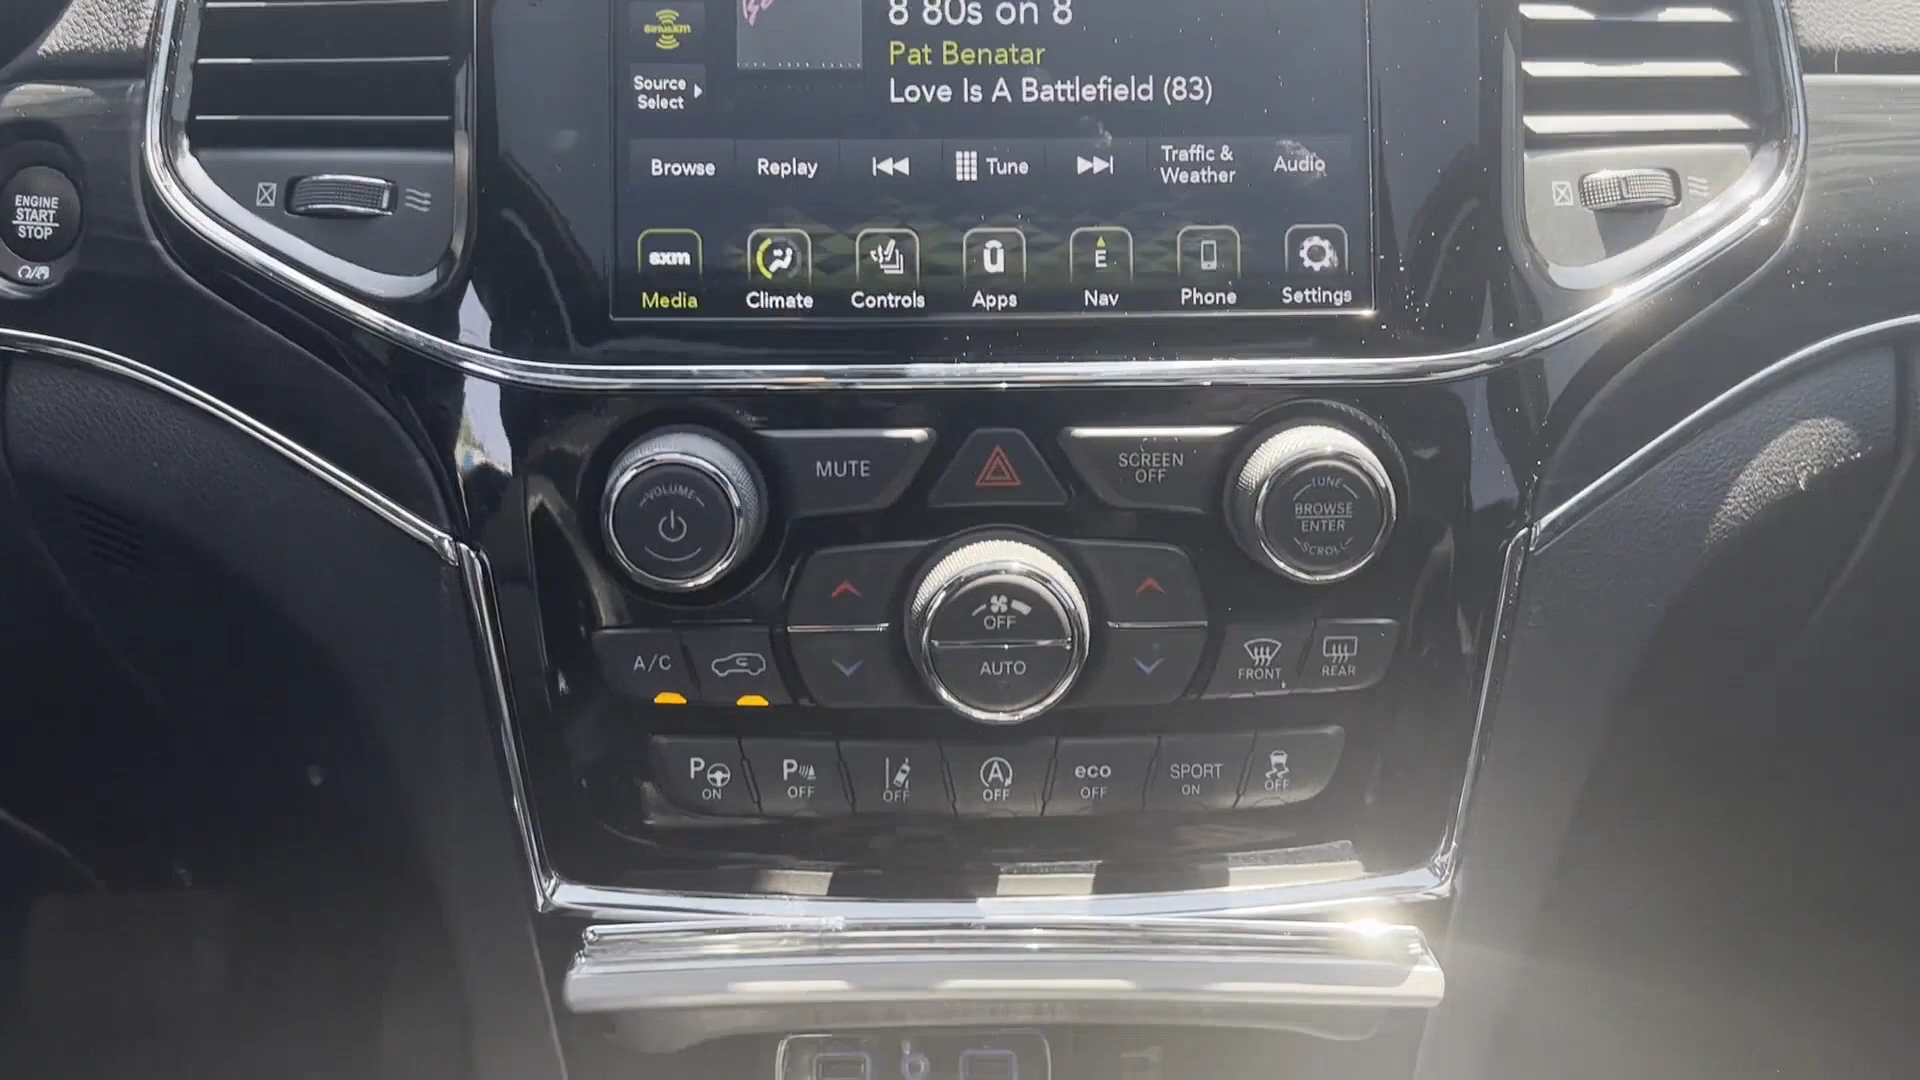 8 80s on 8
siriusxm
Pat Benatar
Source
Select
Love Is A Battlefield (83)
Browse
Replay
Tune
Traffic &
Weather
Audio
ENGINE
START
STOP
sxm
E
Media
Climate
Controls
Apps
Nav
Phone
Settings
VOLUME
MUTE
SCREEN
OFF
TUNE
BROWSE
ENTER
SCROLL
OFF
AUTO
A/C
FRONT
REAR
P
ON
P
OFF
OFF
A
OFF
eco
OFF
SPORT
ON
OFF